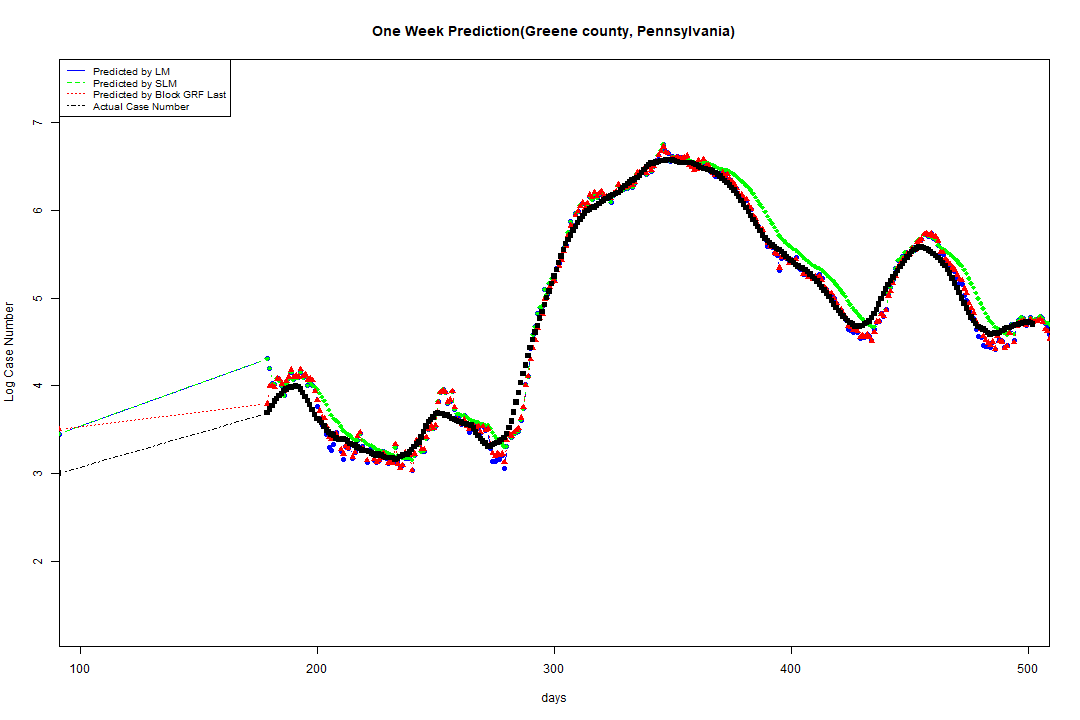 One Week Prediction(Greene county, Pennsylvania)
Predicted by LM
Predicted by SLM
Predicted by Block GRF Last
Actual Case Number
7
6
5
4
3
2
Log Case Number
100 200 300 400 500
days